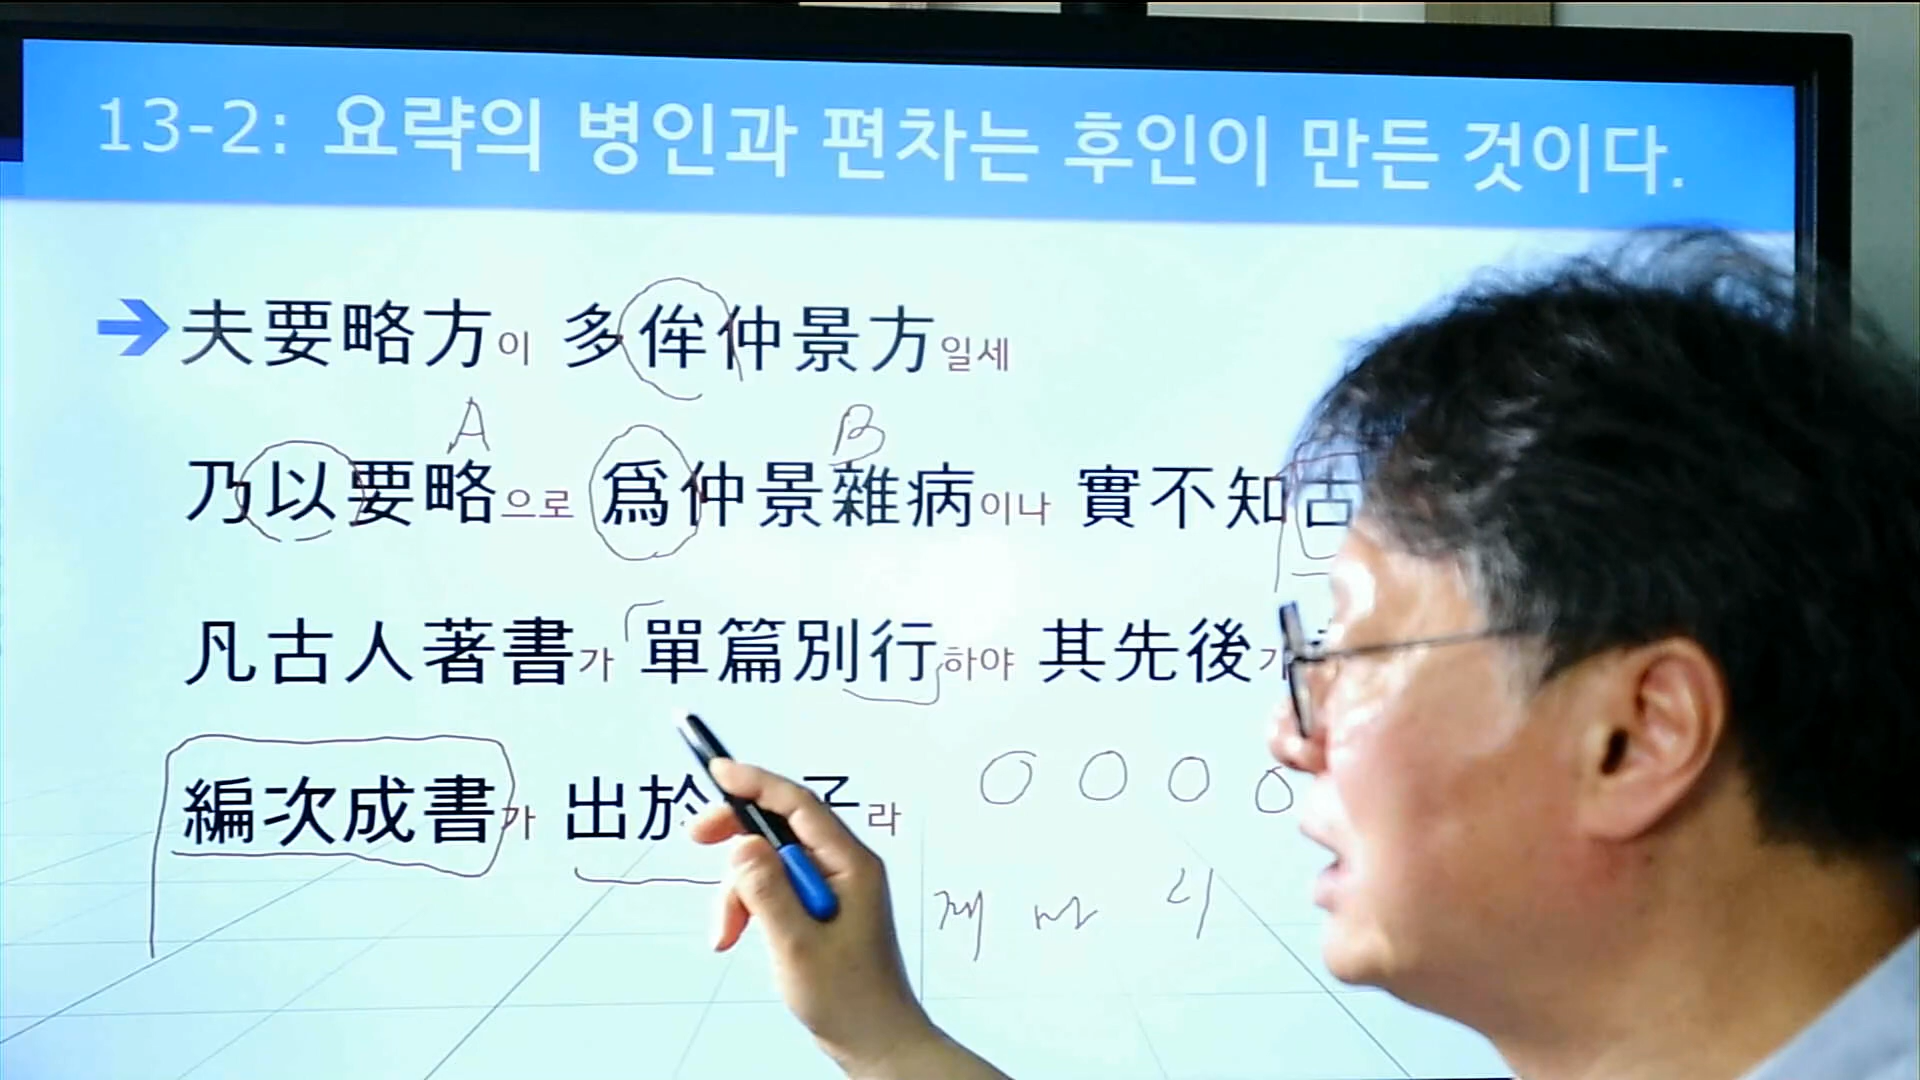 13-2: 요략의 병인과 편차는 후인이 만든 것이다.
夫要略方이 多侔仲景方일세
A B
乃以要略으로 爲仲景雜病이나 實不知古
凡古人著書가 單篇別行하야 其先後
編次成書가 出於 子라